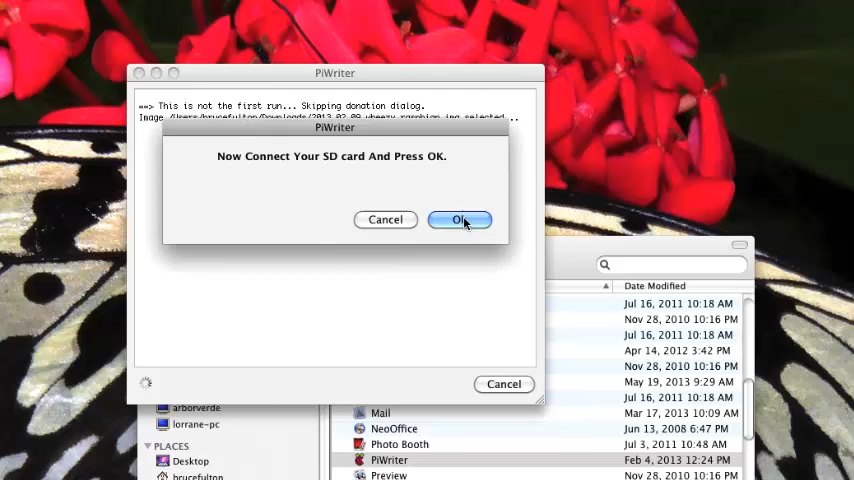 PiWriter
==> This is not the first run... Skipping donation dialog.
PiWriter
Now Connect Your SD card And Press OK.
Cancel
Cancel
Date Modified
Jul 16, 2011 10:18 AM
Nov 28, 2010 10:16 PM
Jul 16, 2011 10:18 AM
Apr 14, 2012 3:42 PM
Nov 28, 2010 10:16 PM
May 19, 2013 9:29 AM
Jul 16, 2011 10:18 AM
arborverde
Mail Mar 17, 2013 10:09 AM
lorrane-pc
NeoOffice Jun 13, 2008 6:47 PM
PLACES
Photo Booth Jul 3, 2011 10:48 AM
Desktop
PiWriter Feb 4, 2013 12:24 PM
brucefulton
Preview Nov 28, 2010 10:16 PM